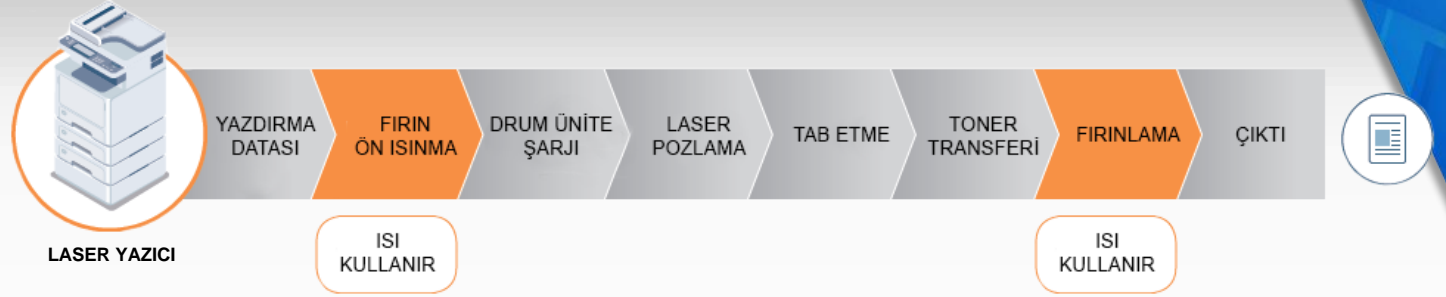 YAZDIRMA
DATASI
FIRIN
ÖN ISINMA
DRUM ÜNİTE
ŞARJI
LASER
POZLAMA
TAB ETME
TONER
TRANSFERİ
FIRINLAMA
ÇIKTI
LASER YAZICI
ISI
KULLANIR
ISI
KULLANIR